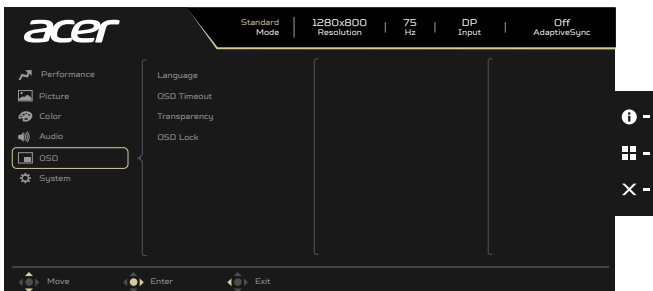 acer
Standard Mode
1280x800 Resolution
75 Hz
DP Input
Off AdaptiveSync
Performance
Picture
Color
Audio
OSD
System
Language
OSD Timeout
Transparency
OSD Lock
Move
Enter
Exit